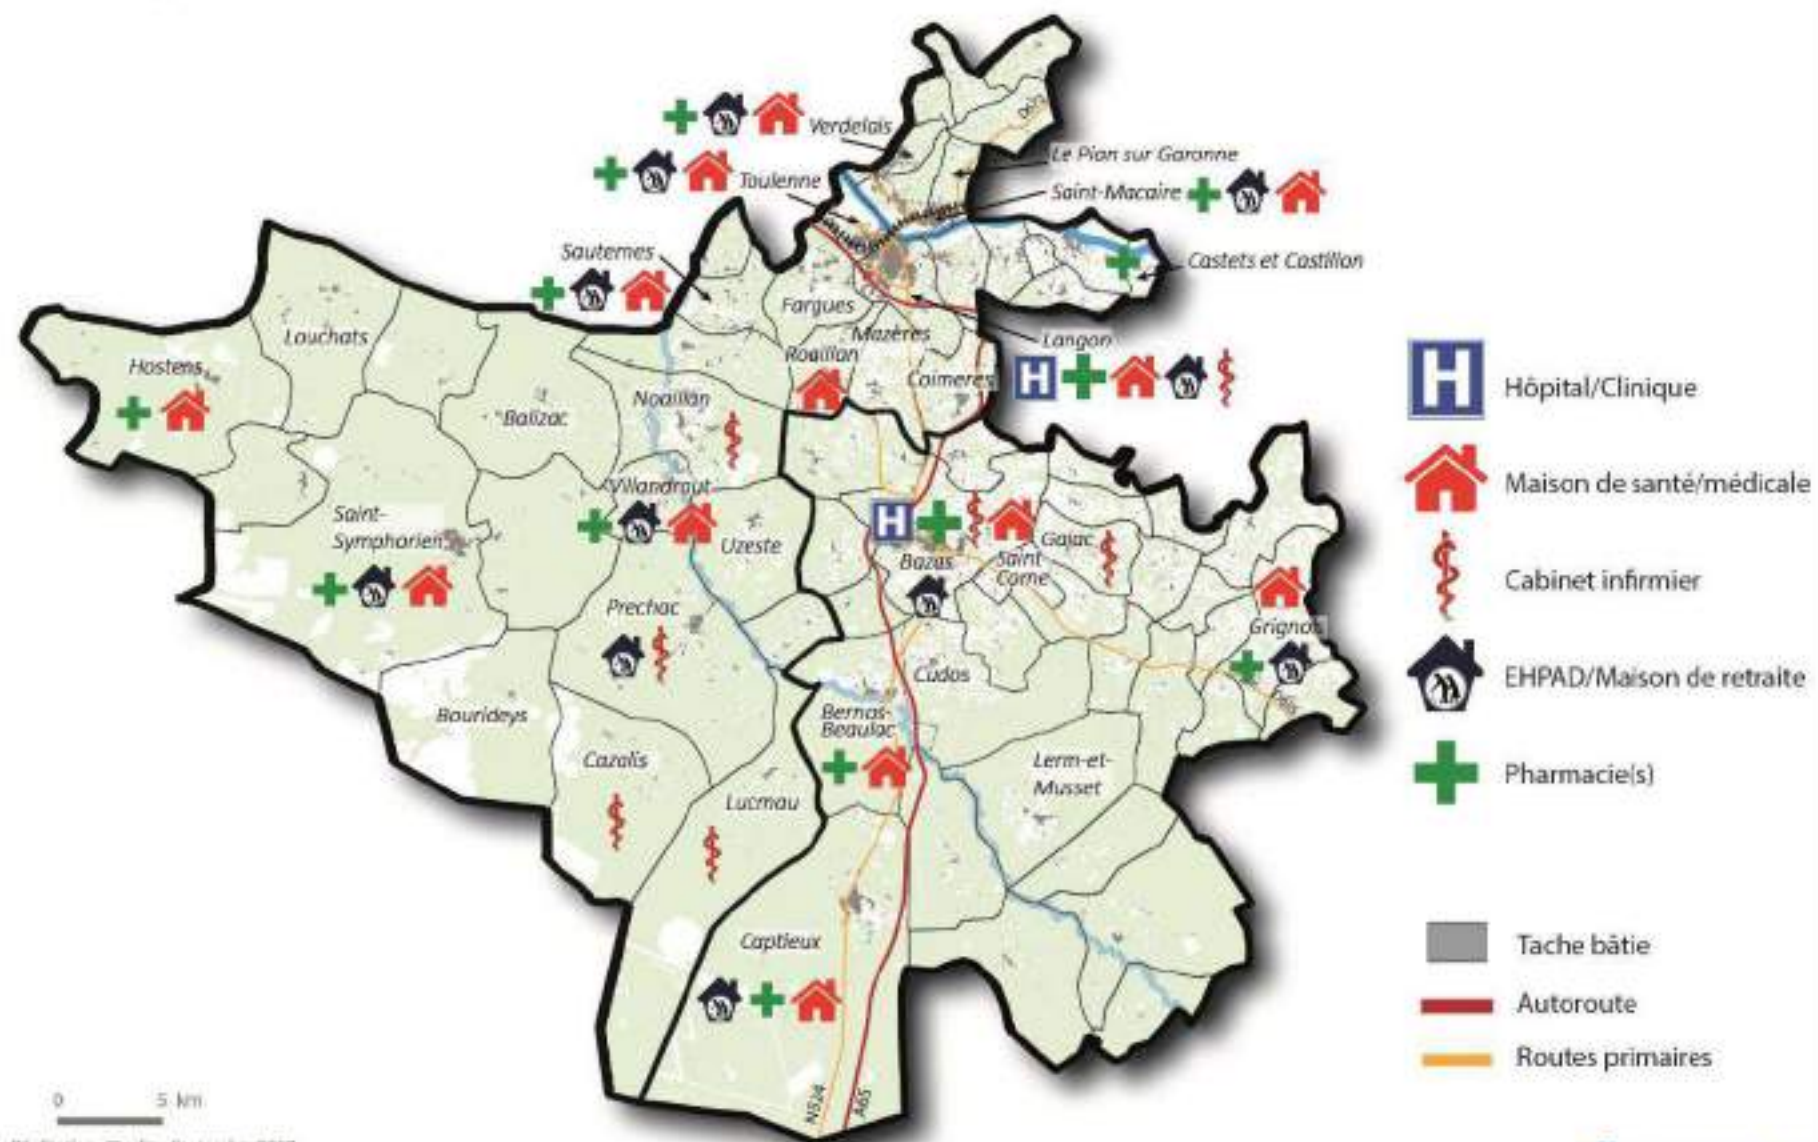 Verdelais
Le Pian sur Garonne
Toulenne
Saint-Macaire
Sauternes
Castets et Castillon
Fargues
Louchats
Mazères
Langon
Roaillan
Hostens
Coimeres
Noaillan
Balizac
H
Villandraut
Saint-
Symphorien
Uzeste
H
Gajac
Bazas
Saint
Come
Prechac
Grignols
Cudos
Bourideys
Bernos-
Beaulac
Cazalis
Lerm-et-
Musset
Lucmau
Captieux
N524
A65
0 5 km
H
Hôpital/Clinique
Maison de santé/médicale
Cabinet infirmier
EHPAD/Maison de retraite
Pharmacie(s)
Tache bâtie
Autoroute
Routes primaires